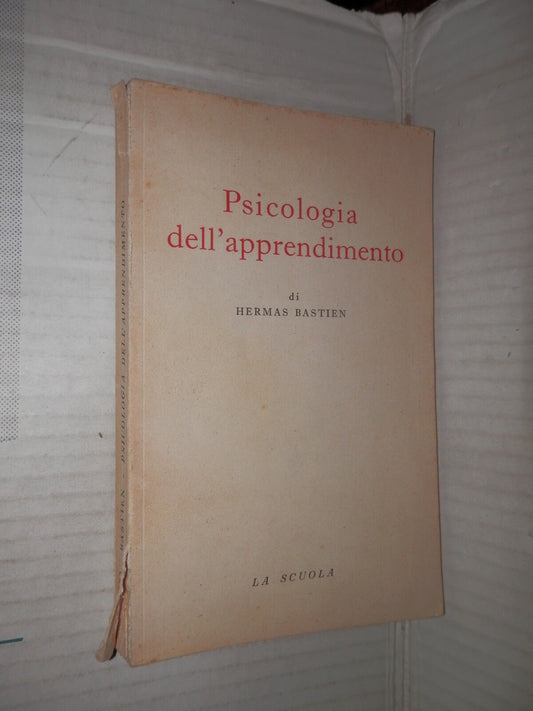 Psicologia
dell'apprendimento
di
HERMAS BASTIEN
LA SCUOLA
BASTIEN - PSICOLOGIA DELL'APPRENDIMENTO